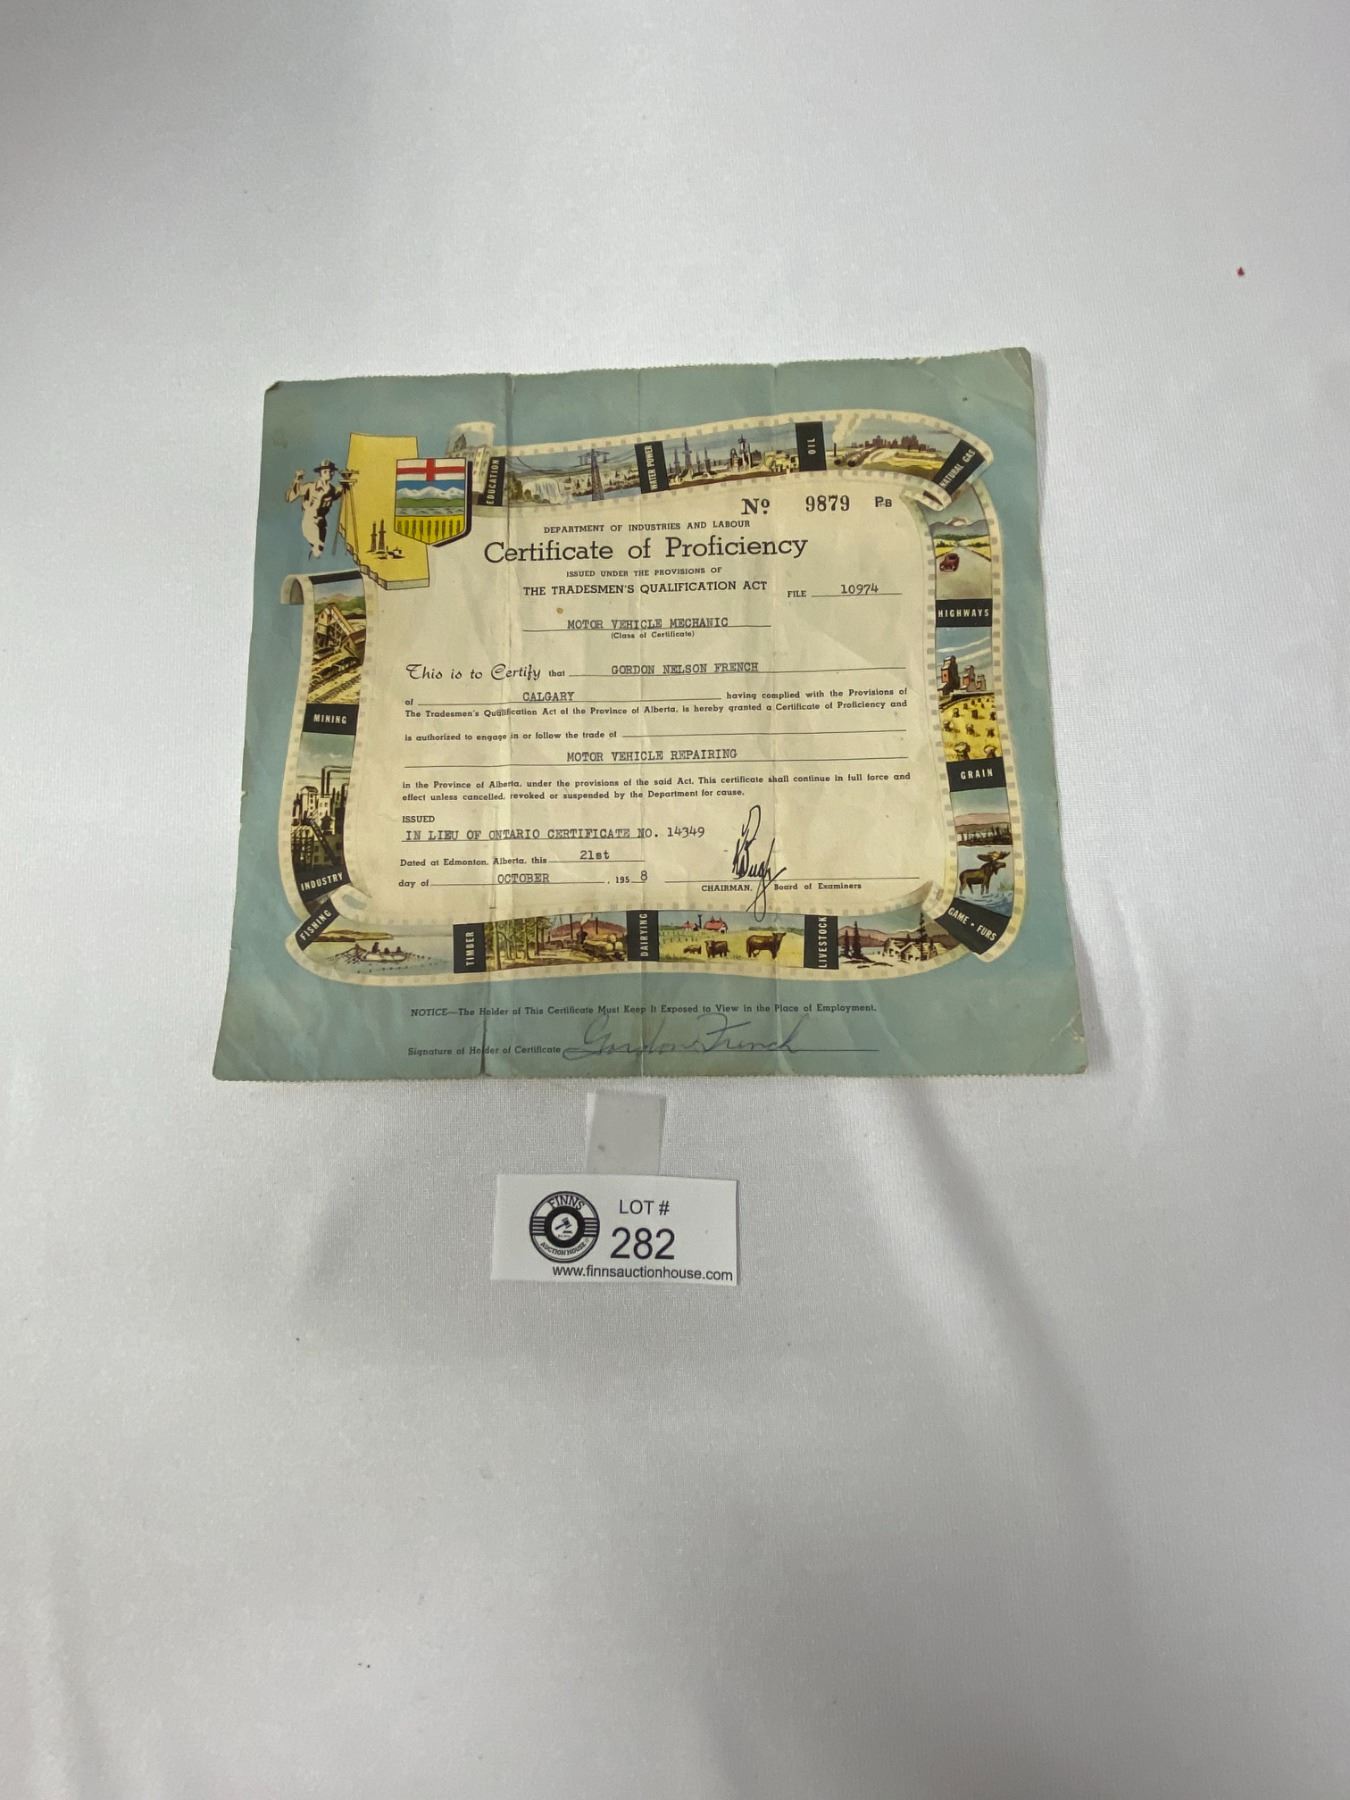 EDUCATION
WATER POWER
OIL
NATURAL GAS
HIGHWAYS
GRAIN
GAME • FURS
LIVESTOCK
DAIRYING
TIMBER
FISHING
INDUSTRY
MINING
No 9879 PB
DEPARTMENT OF INDUSTRIES AND LABOUR
Certificate of Proficiency
ISSUED UNDER THE PROVISIONS OF
THE TRADESMEN'S QUALIFICATION ACT
FILE 10974
MOTOR VEHICLE MECHANIC
(Class of Certificate)
This is to Certify that GORDON NELSON FRENCH
of CALGARY having complied with the Provisions of
The Tradesmen's Qualification Act of the Province of Alberta, is hereby granted a Certificate of Proficiency and
is authorized to engage in or follow the trade of
MOTOR VEHICLE REPAIRING
in the Province of Alberta, under the provisions of the said Act. This certificate shall continue in full force and
effect unless cancelled, revoked or suspended by the Department for cause.
ISSUED
IN LIEU OF ONTARIO CERTIFICATE NO. 14349
Dated at Edmonton, Alberta, this 21st
day of OCTOBER , 195 8
CHAIRMAN, Board of Examiners
NOTICE—The Holder of This Certificate Must Keep It Exposed to View in the Place of Employment.
Signature of Holder of Certificate Gordon French
FINNS
AUCTION HOUSE
LOT #
282
www.finnsauctionhouse.com